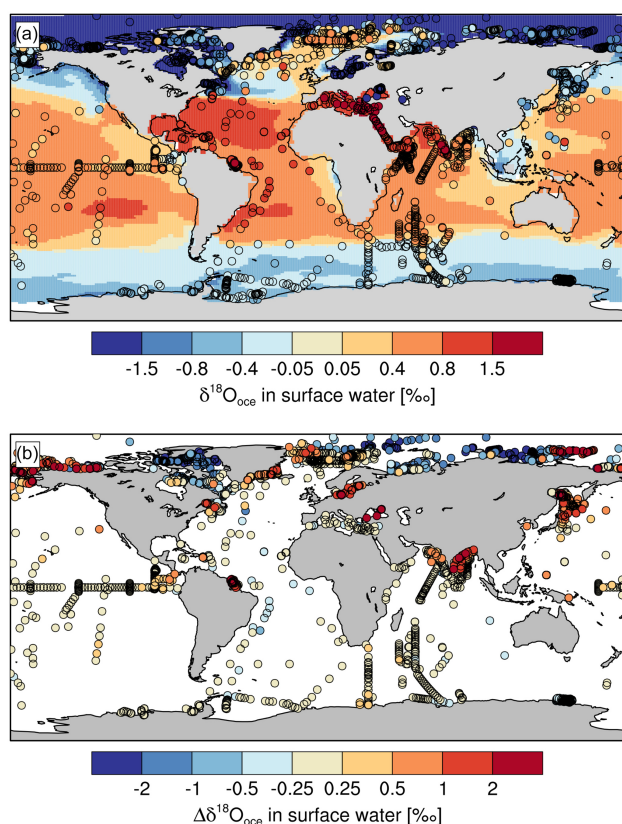 (a)
-1.5 -0.8 -0.4 -0.05 0.05 0.4 0.8 1.5
δ¹⁸Oₒcₑ in surface water [‰]
(b)
-2 -1 -0.5 -0.25 0.25 0.5 1 2
Δδ¹⁸Oₒcₑ in surface water [‰]